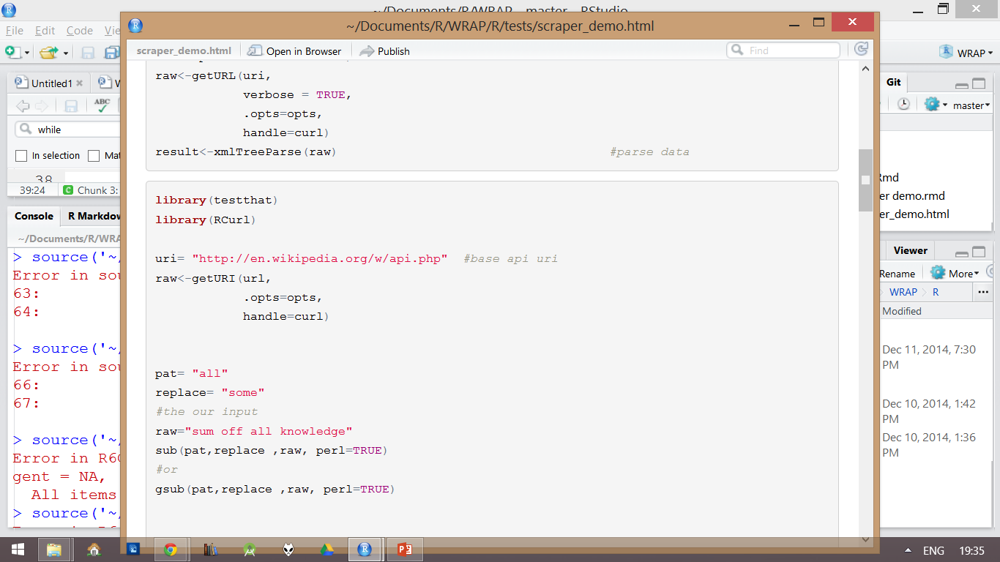 ~/Documents/R/WRAP - master - RStudio
File Edit Code
~/Documents/R/WRAP/R/tests/scraper_demo.html
scraper_demo.html Open in Browser Publish Find
WRAP
Untitled1
ABC
while
In selection
38
39:24 Chunk 3:
Console R Markdow
~/Documents/R/WRA
> source('~/
Error in sou
63:
64:
> source('~/
Error in sou
66:
67:
> source('~/
Error in R6C
gent = NA,
All items
> source('~/
raw<-getURL(uri,
verbose = TRUE,
.opts=opts,
handle=curl)
result<-xmlTreeParse(raw) #parse data
library(testthat)
library(RCurl)
uri= "http://en.wikipedia.org/w/api.php" #base api uri
raw<-getURI(url,
.opts=opts,
handle=curl)
pat= "all"
replace= "some"
#the our input
raw="sum off all knowledge"
sub(pat,replace ,raw, perl=TRUE)
#or
gsub(pat,replace ,raw, perl=TRUE)
Git
master
Rmd
er demo.rmd
er_demo.html
Viewer
Rename More
WRAP R ...
Modified
Dec 11, 2014, 7:30
PM
Dec 10, 2014, 1:42
PM
Dec 10, 2014, 1:36
PM
ENG 19:35